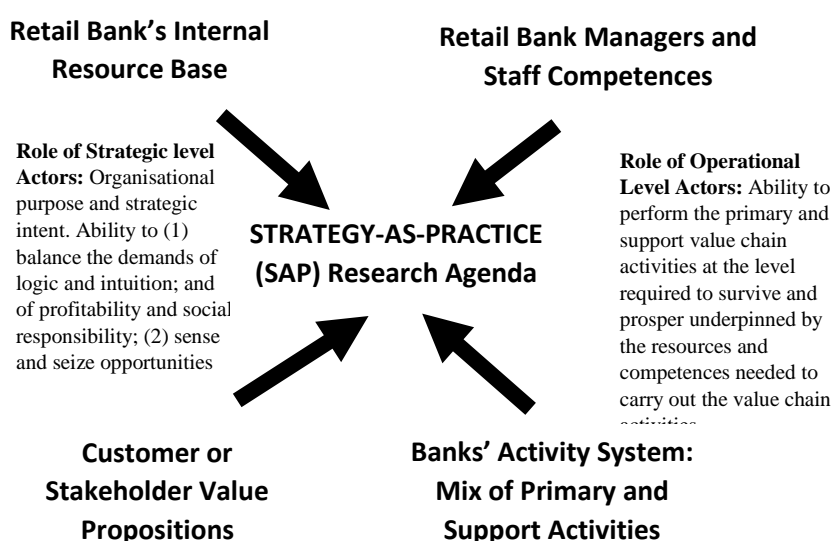 Retail Bank's Internal
Resource Base
Retail Bank Managers and
Staff Competences
Role of Strategic level
Actors: Organisational
purpose and strategic
intent. Ability to (1)
balance the demands of
logic and intuition; and
of profitability and social
responsibility; (2) sense
and seize opportunities
STRATEGY-AS-PRACTICE
(SAP) Research Agenda
Role of Operational
Level Actors: Ability to
perform the primary and
support value chain
activities at the level
required to survive and
prosper underpinned by
the resources and
competences needed to
carry out the value chain
Customer or
Stakeholder Value
Propositions
Banks' Activity System:
Mix of Primary and
Support Activities